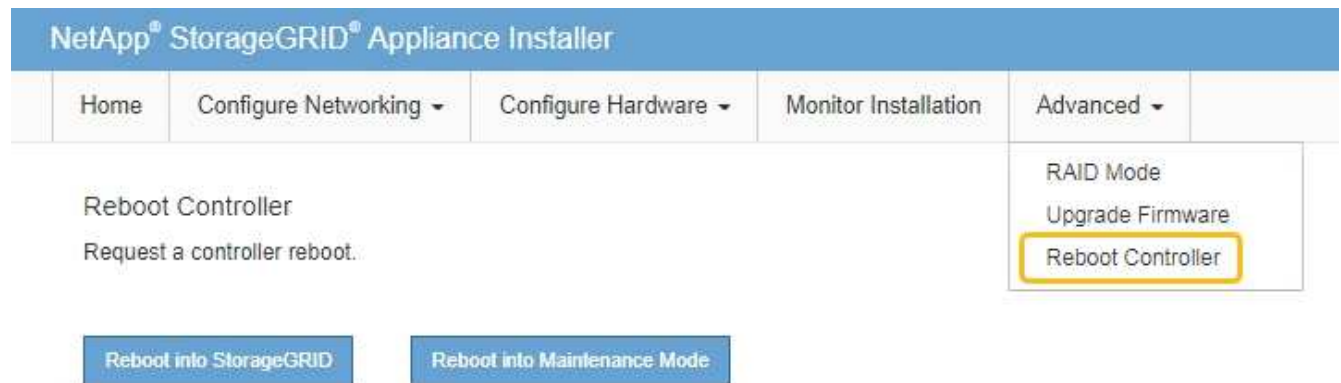 NetApp® StorageGRID® Appliance Installer
Home Configure Networking Configure Hardware Monitor Installation Advanced
RAID Mode
Upgrade Firmware
Reboot Controller
Reboot Controller
Request a controller reboot.
Reboot into StorageGRID Reboot into Maintenance Mode